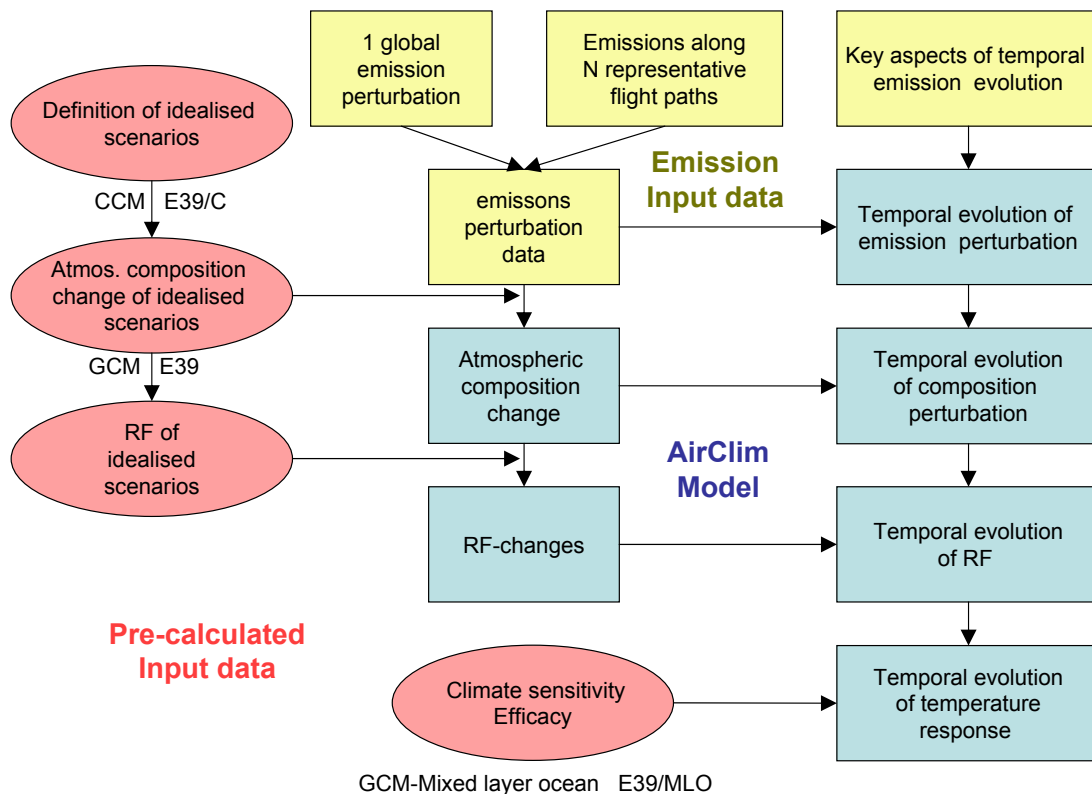 1 global
emission
perturbation
Emissions along
N representative
flight paths
Key aspects of temporal
emission evolution
Definition of idealised
scenarios
CCM E39/C
Emission
Input data
emissons
perturbation
data
Temporal evolution of
emission perturbation
Atmos. composition
change of idealised
scenarios
GCM E39
Atmospheric
composition
change
Temporal evolution
of composition
perturbation
RF of
idealised
scenarios
AirClim
Model
RF-changes
Temporal evolution
of RF
Pre-calculated
Input data
Climate sensitivity
Efficacy
Temporal evolution
of temperature
response
GCM-Mixed layer ocean E39/MLO